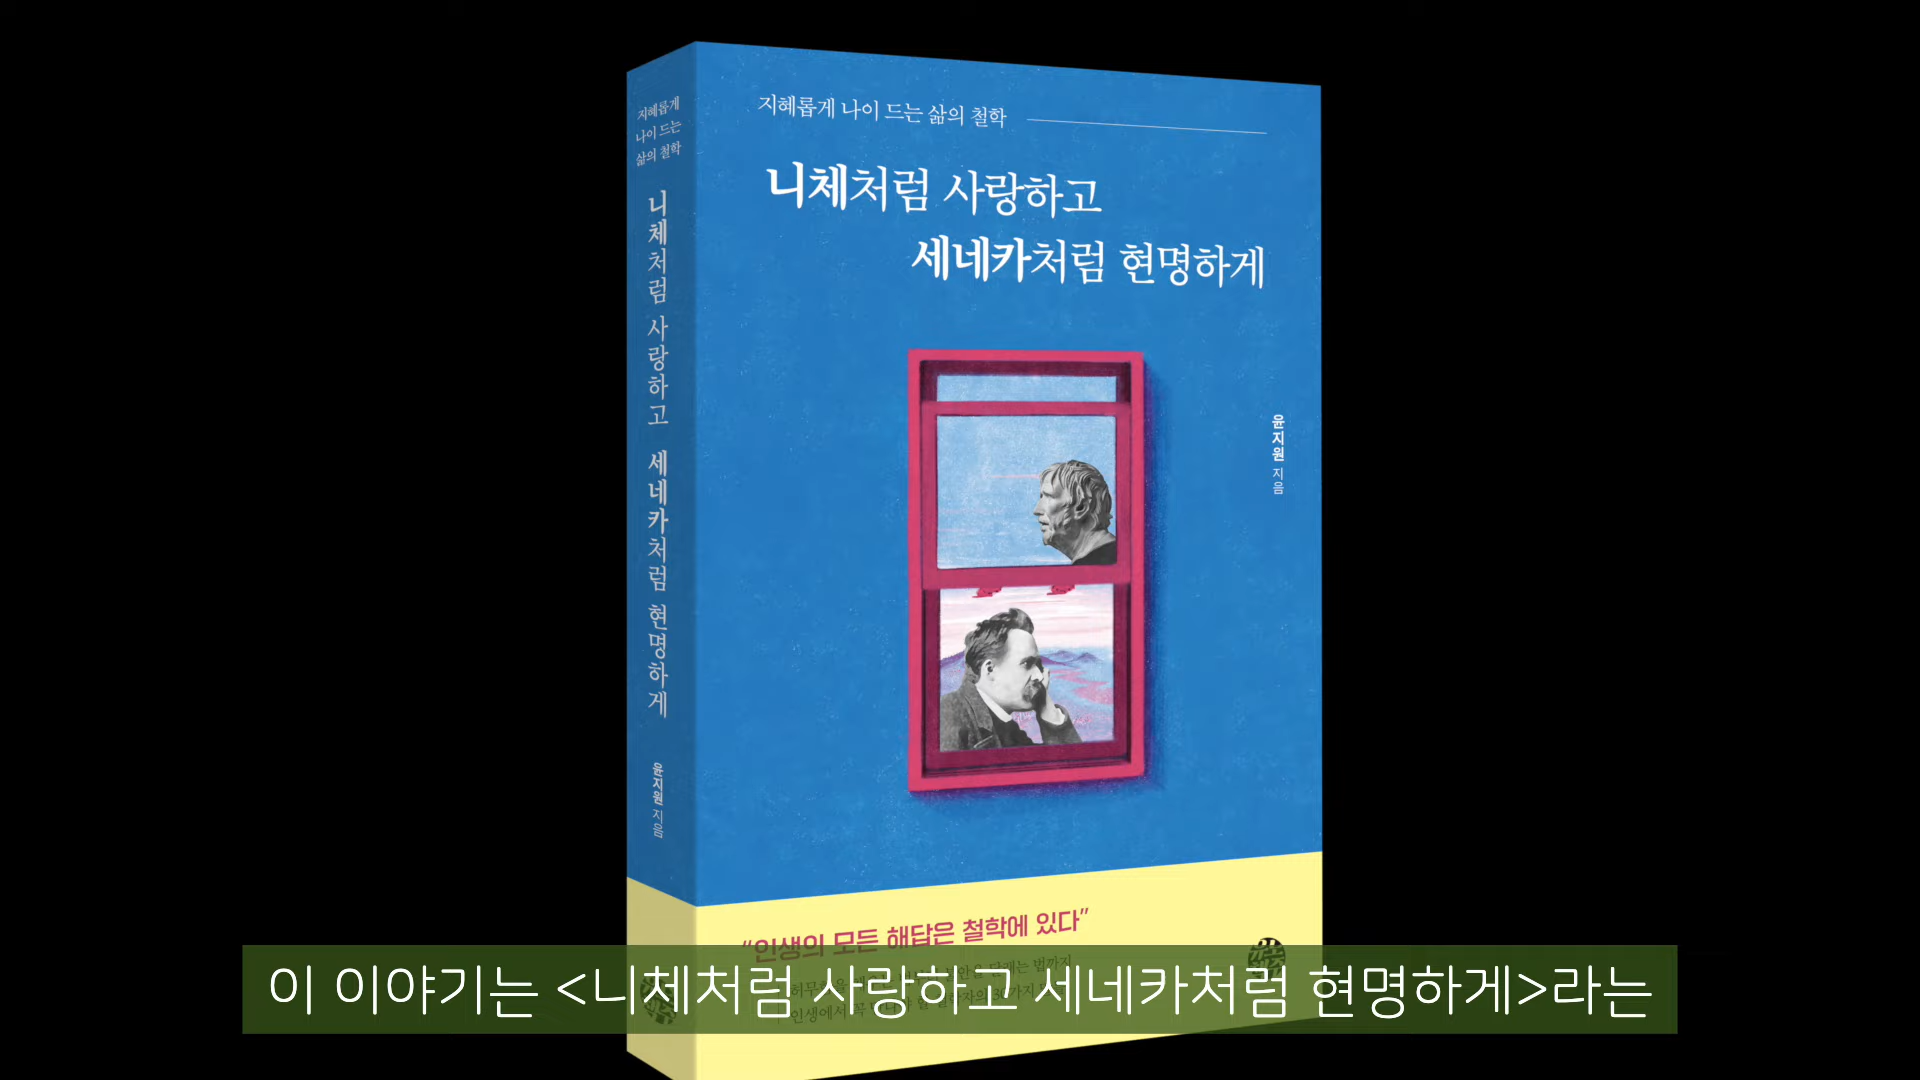 지혜롭게 나이 드는 삶의 철학
니체처럼 사랑하고
세네카처럼 현명하게
윤지원 지음
지혜롭게
나이 드는
삶의 철학
니체처럼 사랑하고 세네카처럼 현명하게
윤지원 지음
“인생의 모든 해답은 철학에 있다”
이 이야기는 <니체처럼 사랑하고 세네카처럼 현명하게>라는